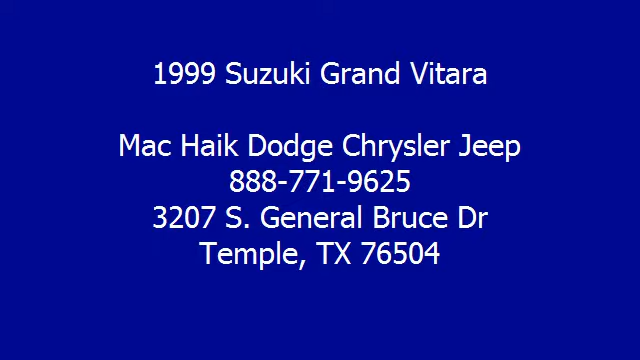 1999 Suzuki Grand Vitara
Mac Haik Dodge Chrysler Jeep
888-771-9625
3207 S. General Bruce Dr
Temple, TX 76504